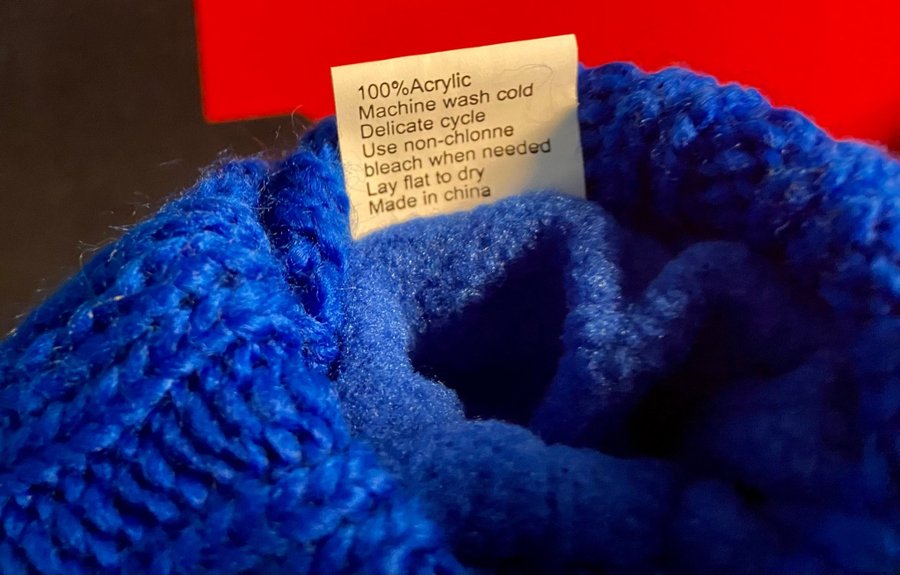 100%Acrylic
Machine wash cold
Delicate cycle
Use non-chlonne
bleach when needed
Lay flat to dry
Made in china